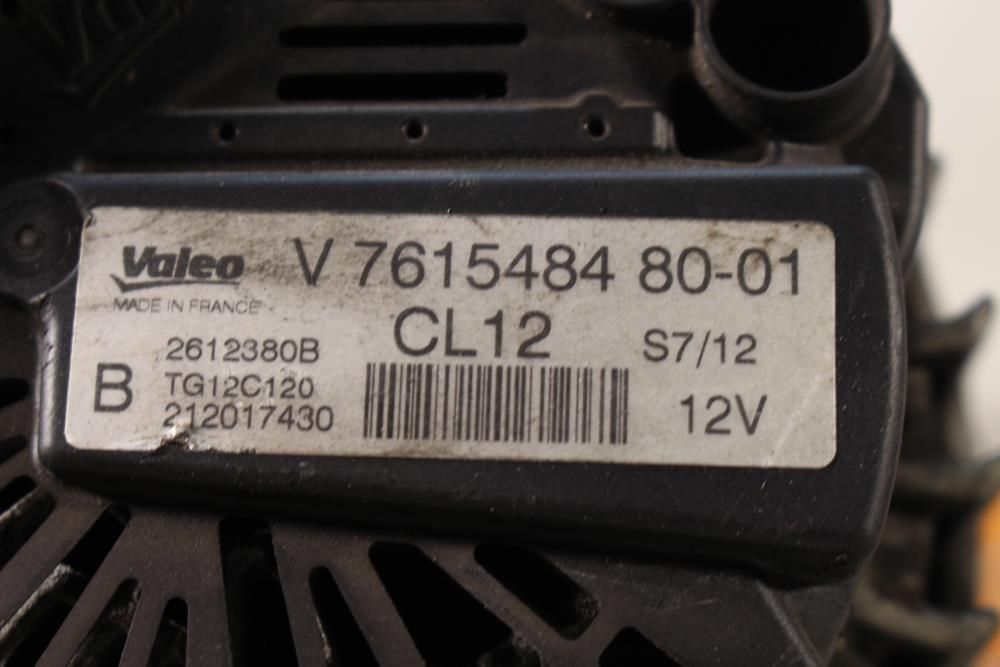 Valeo V 7615484 80-01
MADE IN FRANCE
CL12
2612380B S7/12
B TG12C120
212017430 12V